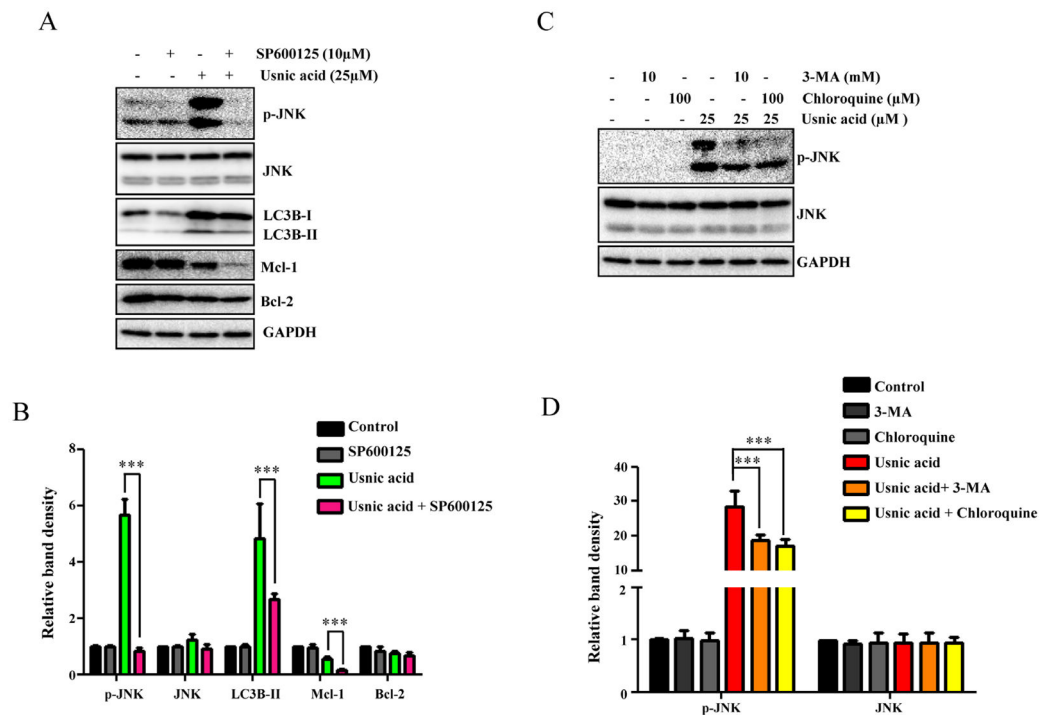 A
- + - + SP600125 (10μM)
- - + + Usnic acid (25μM)
p-JNK
JNK
LC3B-I
LC3B-II
Mcl-1
Bcl-2
GAPDH
C
- 10 - - 10 - 3-MA (mM)
- - 100 - - 100 Chloroquine (μM)
- - - 25 25 25 Usnic acid (μM )
p-JNK
JNK
GAPDH
B
Control
SP600125
Usnic acid
Usnic acid + SP600125
Relative band density
8
6
4
2
0
***
***
***
p-JNK JNK LC3B-II Mcl-1 Bcl-2
D
Control
3-MA
Chloroquine
Usnic acid
Usnic acid+ 3-MA
Usnic acid + Chloroquine
Relative band density
40
30
20
10
2
1
0
***
***
p-JNK JNK